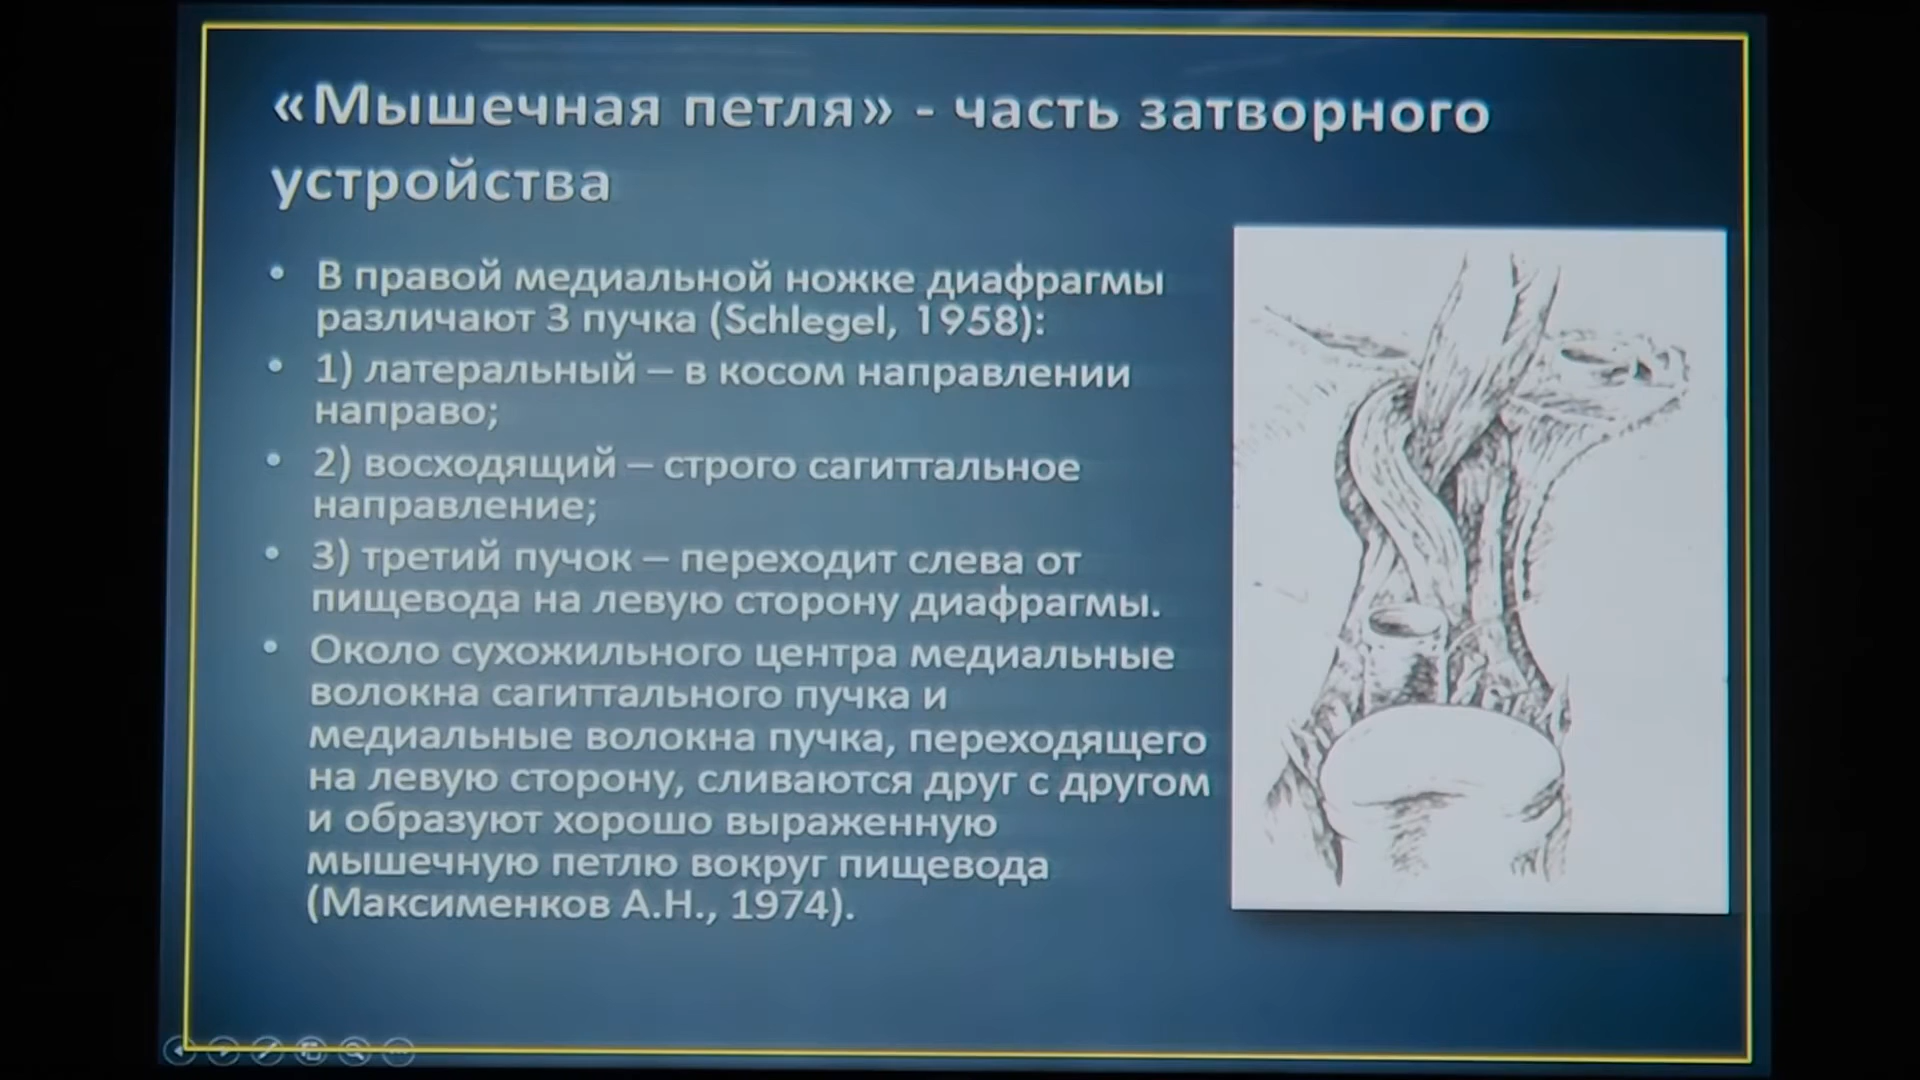 «Мышечная петля» - часть затворного
устройства
• В правой медиальной ножке диафрагмы
различают 3 пучка (Schlegel, 1958):
• 1) латеральный – в косом направлении
направо;
• 2) восходящий – строго сагиттальное
направление;
• 3) третий пучок – переходит слева от
пищевода на левую сторону диафрагмы.
• Около сухожильного центра медиальные
волокна сагиттального пучка и
медиальные волокна пучка, переходящего
на левую сторону, сливаются друг с другом
и образуют хорошо выраженную
мышечную петлю вокруг пищевода
(Максименков А.Н., 1974).